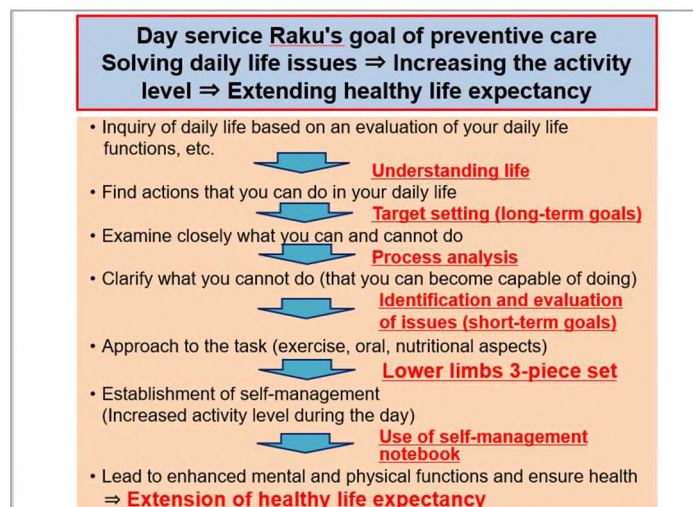 Day service Raku's goal of preventive care
Solving daily life issues ⇒ Increasing the activity
level ⇒ Extending healthy life expectancy
• Inquiry of daily life based on an evaluation of your daily life
functions, etc.
Understanding life
• Find actions that you can do in your daily life
Target setting (long-term goals)
• Examine closely what you can and cannot do
Process analysis
• Clarify what you cannot do (that you can become capable of doing)
Identification and evaluation
of issues (short-term goals)
• Approach to the task (exercise, oral, nutritional aspects)
Lower limbs 3-piece set
• Establishment of self-management
(Increased activity level during the day)
Use of self-management
notebook
• Lead to enhanced mental and physical functions and ensure health
⇒ Extension of healthy life expectancy